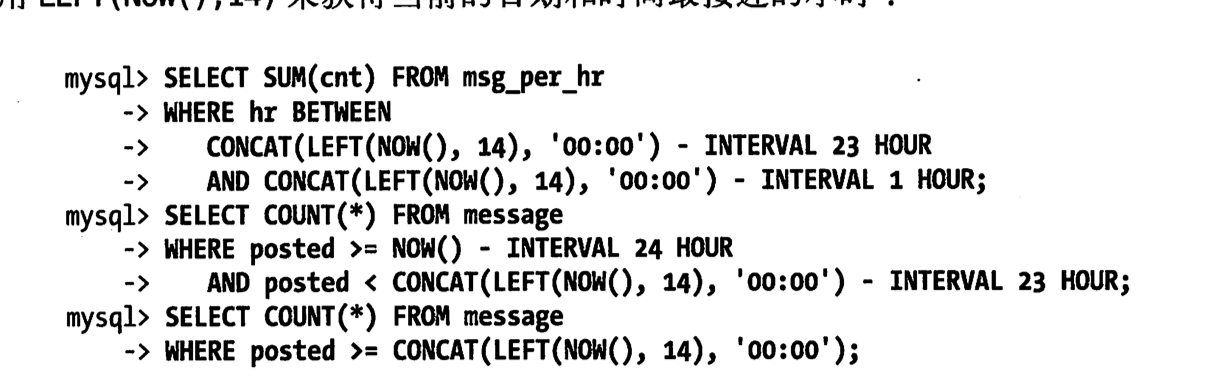 LEFT(NOW(),14) 来获得当前的日期和时间最接近的小时：
mysql> SELECT SUM(cnt) FROM msg_per_hr
-> WHERE hr BETWEEN
-> CONCAT(LEFT(NOW(), 14), '00:00') - INTERVAL 23 HOUR
-> AND CONCAT(LEFT(NOW(), 14), '00:00') - INTERVAL 1 HOUR;
mysql> SELECT COUNT(*) FROM message
-> WHERE posted >= NOW() - INTERVAL 24 HOUR
-> AND posted < CONCAT(LEFT(NOW(), 14), '00:00') - INTERVAL 23 HOUR;
mysql> SELECT COUNT(*) FROM message
-> WHERE posted >= CONCAT(LEFT(NOW(), 14), '00:00');